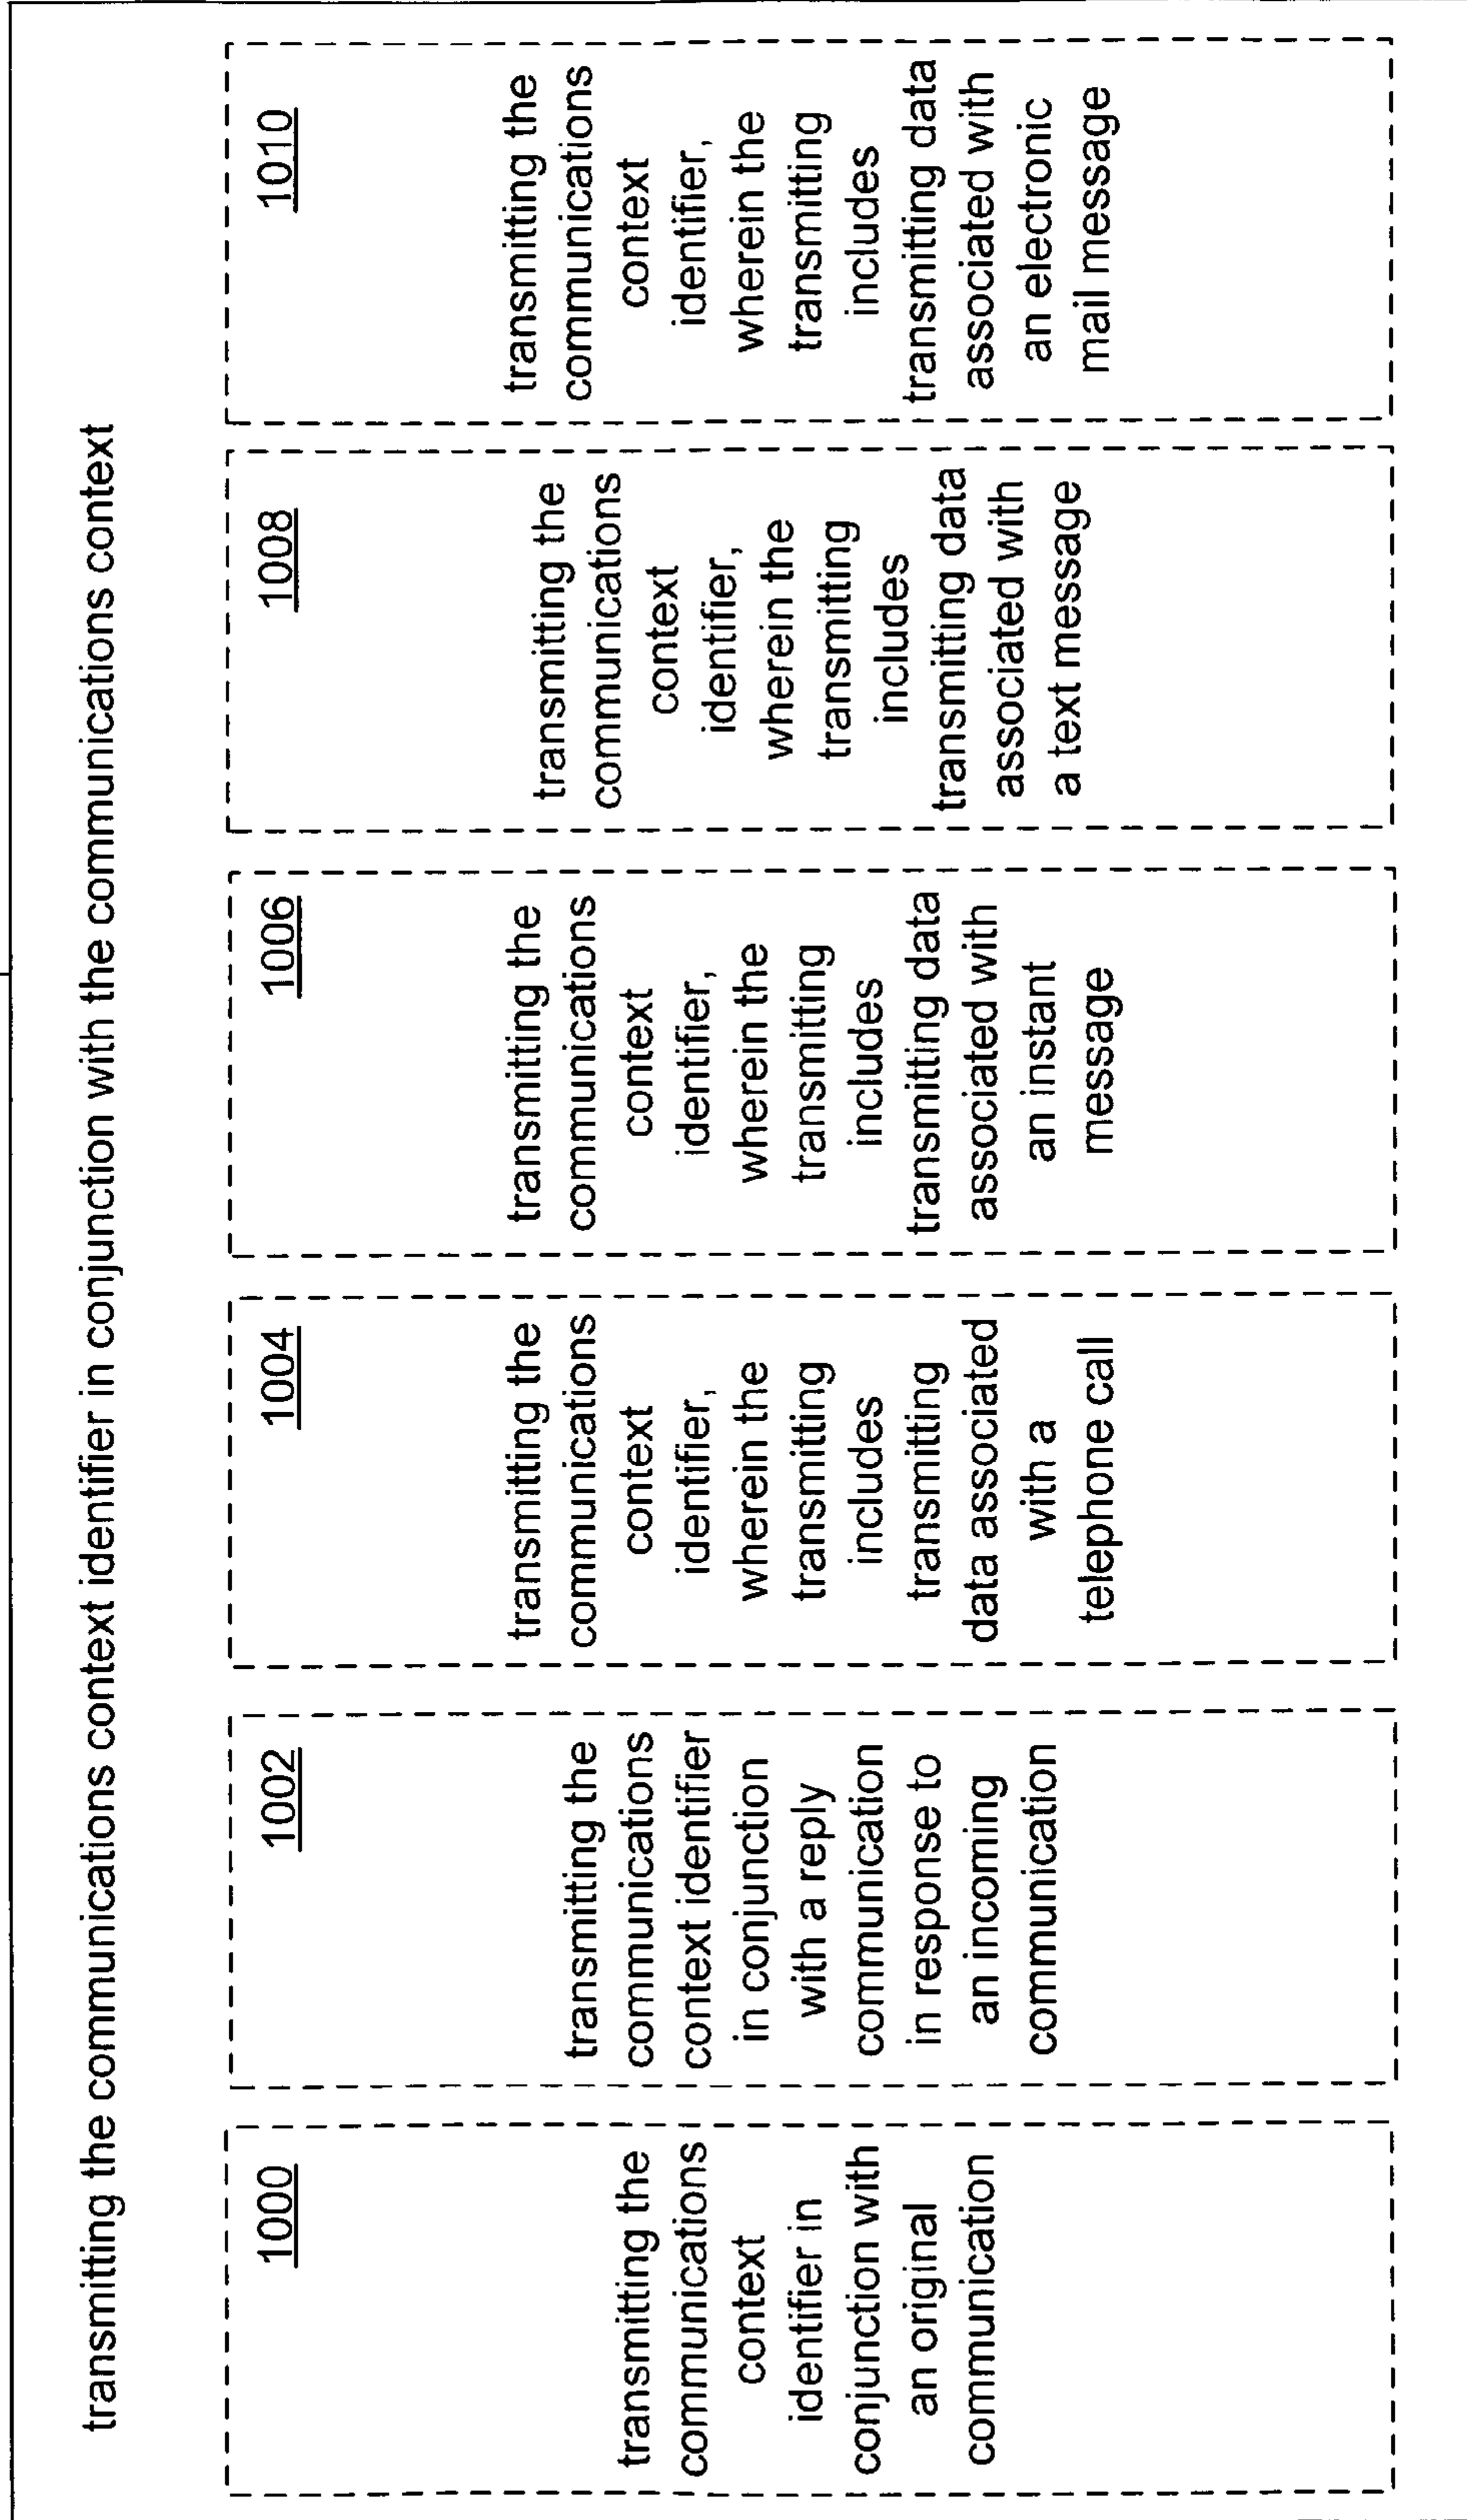 transmitting the communications context identifier in conjunction with the communications context
1000
transmitting the
communications
context
identifier in
conjunction with
an original
communication
1002
transmitting the
communications
context identifier
in conjunction
with a reply
communication
in response to
an incoming
communication
1004
transmitting the
communications
context
identifier,
wherein the
transmitting
includes
transmitting
data associated
with a
telephone call
1006
transmitting the
communications
context
identifier,
wherein the
transmitting
includes
transmitting data
associated with
an instant
message
1008
transmitting the
communications
context
identifier,
wherein the
transmitting
includes
transmitting data
associated with
a text message
1010
transmitting the
communications
context
identifier,
wherein the
transmitting
includes
transmitting data
associated with
an electronic
mail message